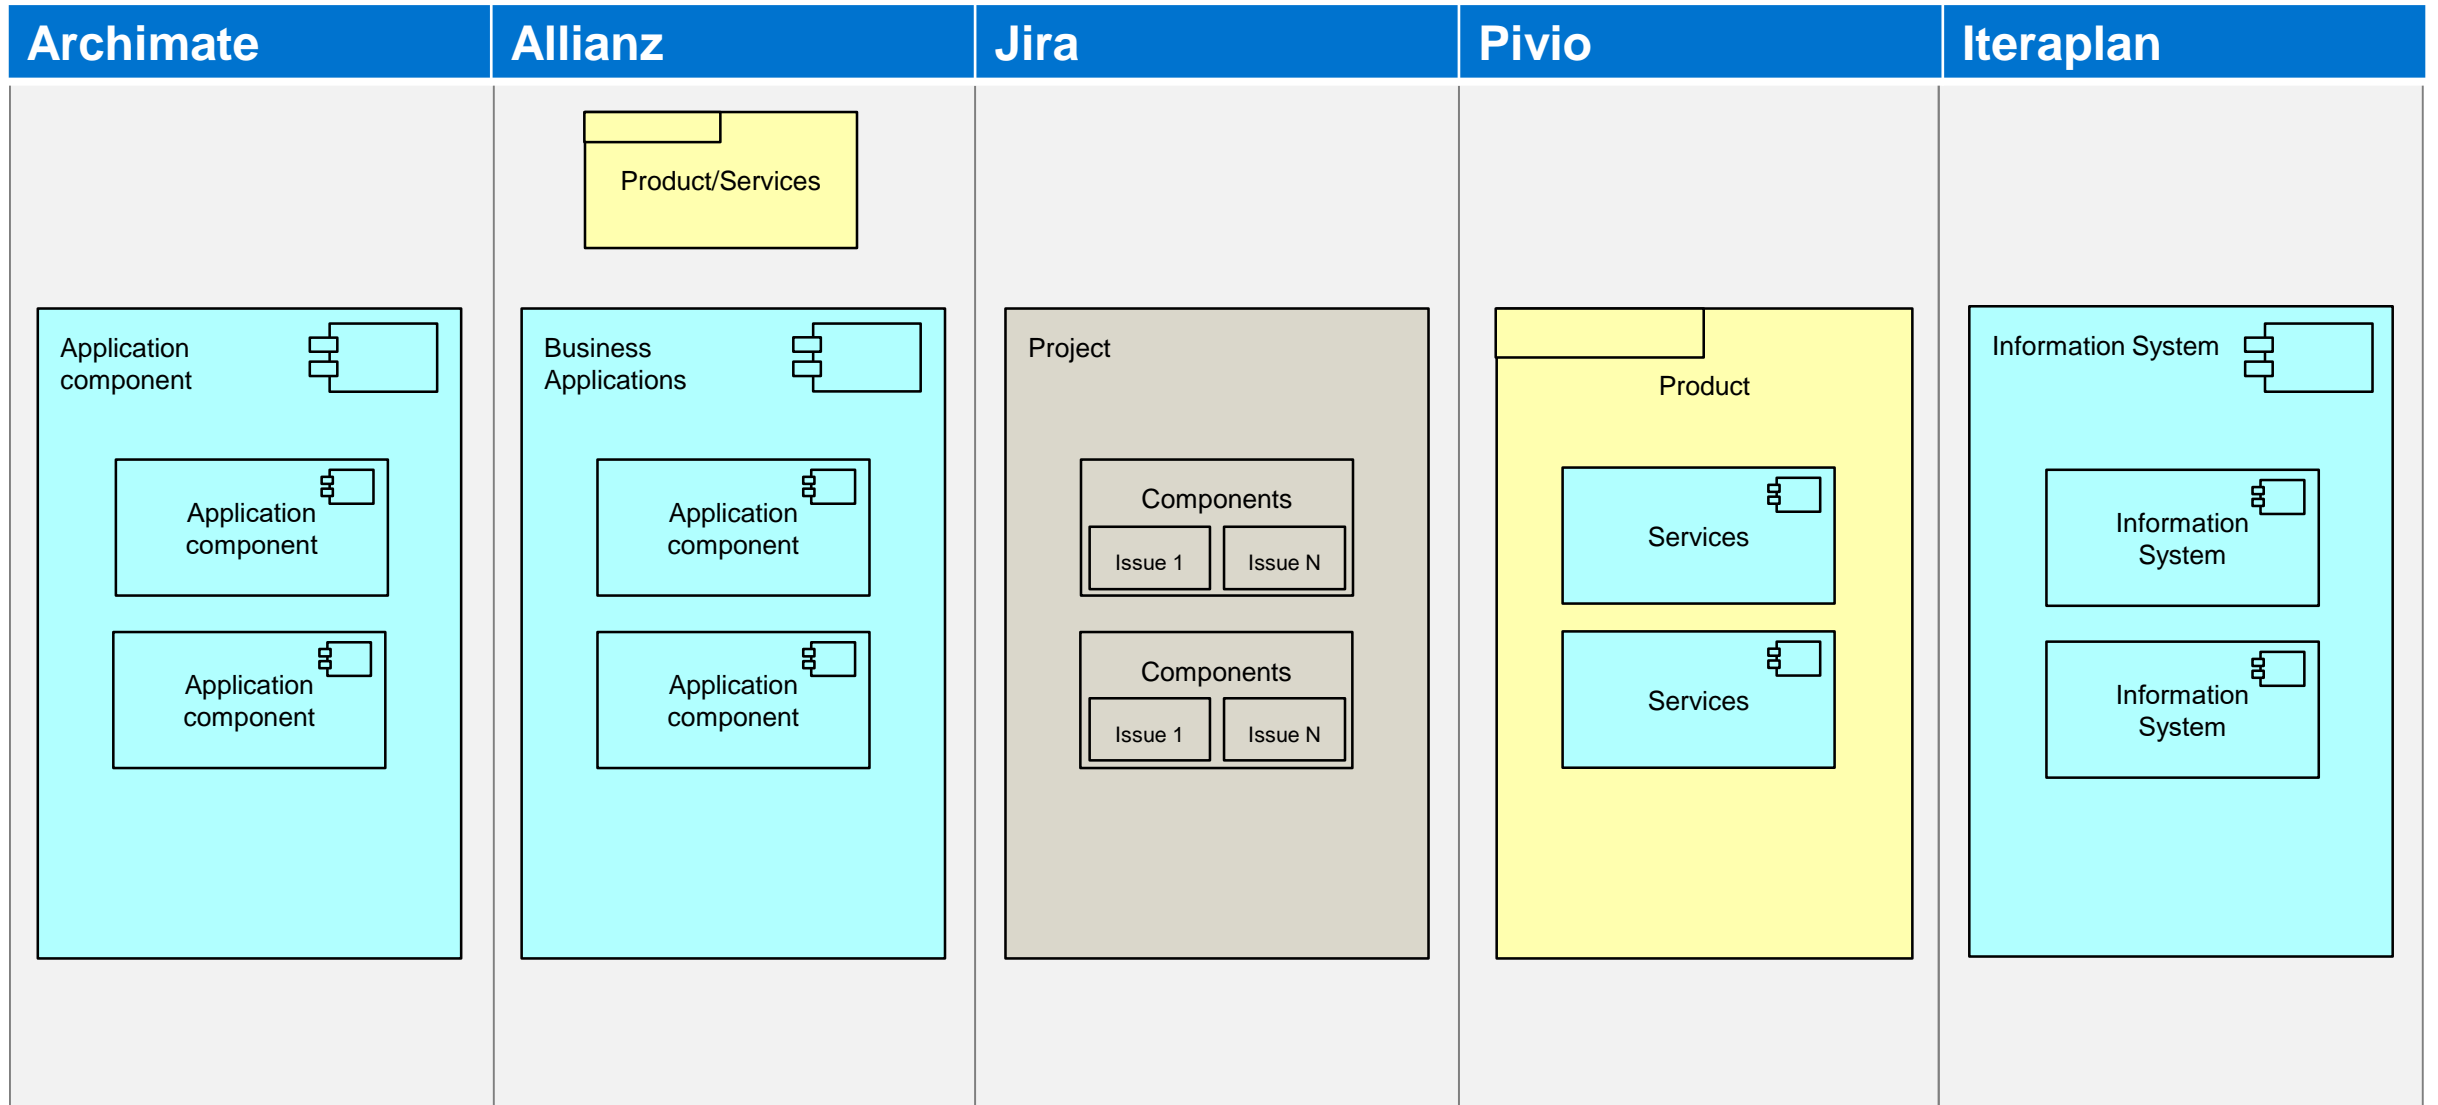 Archimate
Allianz
Jira
Pivio
Iteraplan
Product/Services
Application
component
Application
component
Application
component
Business
Applications
Application
component
Application
component
Project
Components
Issue 1
Issue N
Components
Issue 1
Issue N
Product
Services
Services
Information System
Information
System
Information
System